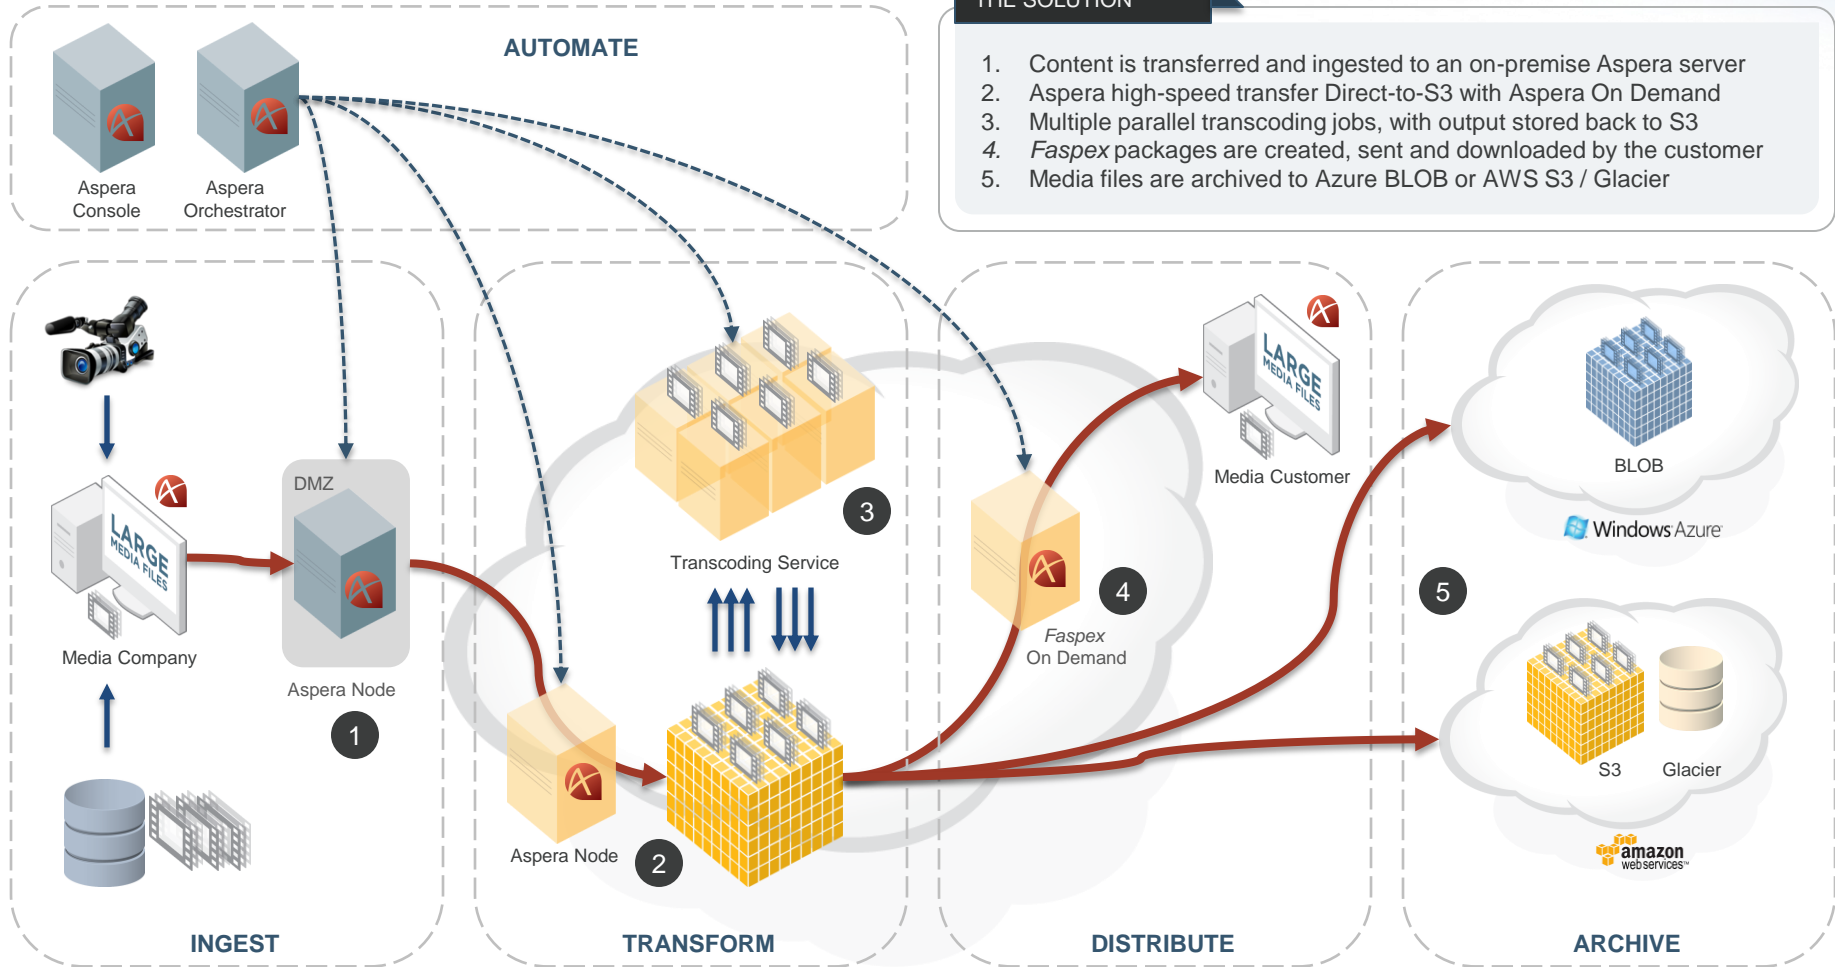 AUTOMATE
Aspera
Console
Aspera
Orchestrator
THE SOLUTION
1. Content is transferred and ingested to an on-premise Aspera server
2. Aspera high-speed transfer Direct-to-S3 with Aspera On Demand
3. Multiple parallel transcoding jobs, with output stored back to S3
4. Faspex packages are created, sent and downloaded by the customer
5. Media files are archived to Azure BLOB or AWS S3 / Glacier
DMZ
LARGE
MEDIA FILES
Media Company
Aspera Node
1
INGEST
Transcoding Service
3
Aspera Node
2
TRANSFORM
LARGE
MEDIA FILES
Media Customer
4
Faspex
On Demand
DISTRIBUTE
BLOB
Windows Azure
5
S3
Glacier
amazon
webservices™
ARCHIVE